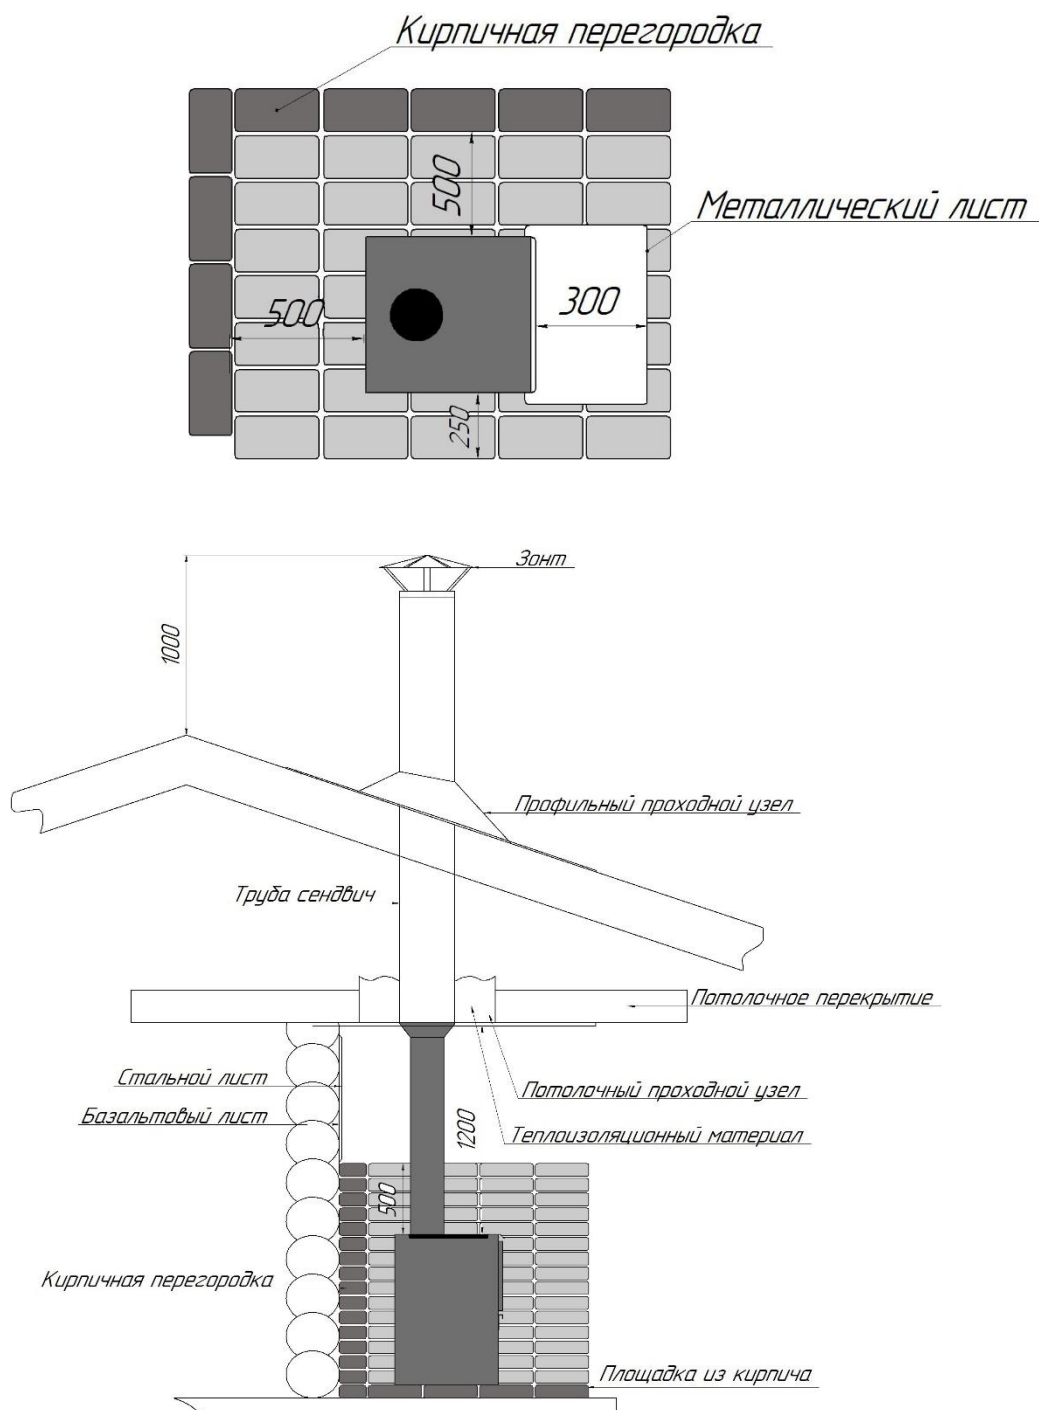 Кирпичная перегородка
500
Металлический лист
500
300
250
Зонт
1000
Профильный проходной узел
Труба сендвич
Потолочное перекрытие
Стальной лист
Потолочный проходной узел
Базальтовый лист
1200
Теплоизоляционный материал
500
Кирпичная перегородка
Площадка из кирпича